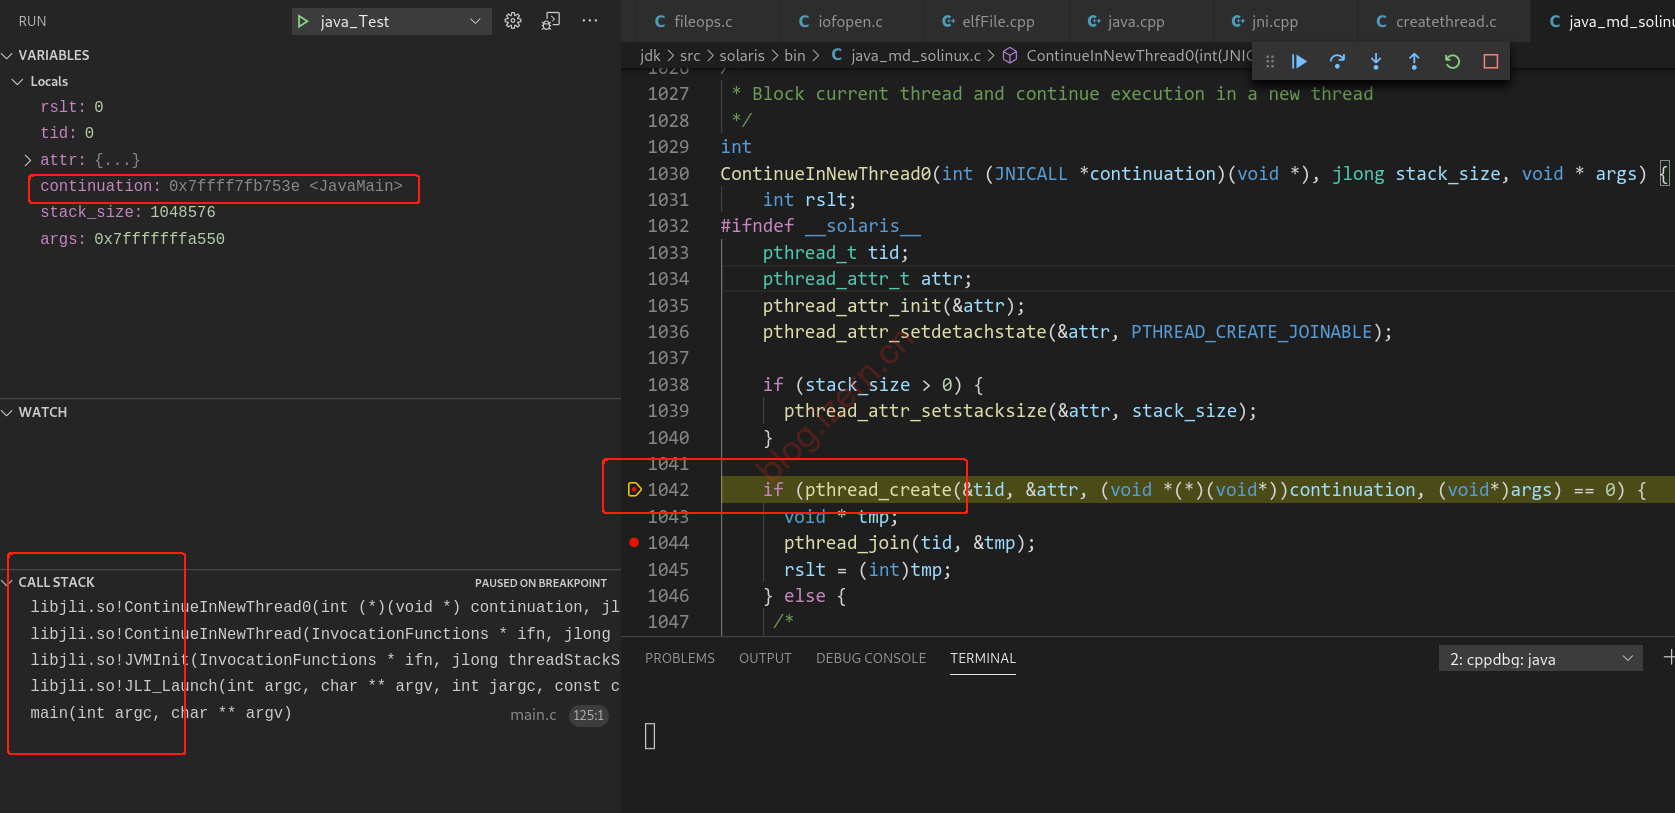 RUN
java_Test
VARIABLES
Locals
rslt: 0
tid: 0
attr: {...}
continuation: 0x7ffff7fb753e <JavaMain>
stack_size: 1048576
args: 0x7fffffffa550
WATCH
CALL STACK
PAUSED ON BREAKPOINT
libjli.so!ContinueInNewThread0(int (*)(void *) continuation, jl
libjli.so!ContinueInNewThread(InvocationFunctions * ifn, jlong
libjli.so!JVMInit(InvocationFunctions * ifn, jlong threadStackS
libjli.so!JLI_Launch(int argc, char ** argv, int jargc, const c
main(int argc, char ** argv)
main.c 125:1
C fileops.c
C iofopen.c
C+ elfFile.cpp
C+ java.cpp
C+ jni.cpp
C createthread.c
C java_md_solinu
jdk > src > solaris > bin > C java_md_solinux.c > ContinueInNewThread0(int(JNIC
1026 /*
1027 * Block current thread and continue execution in a new thread
1028 */
1029 int
1030 ContinueInNewThread0(int (JNICALL *continuation)(void *), jlong stack_size, void * args) {
1031 int rslt;
1032 #ifndef __solaris__
1033 pthread_t tid;
1034 pthread_attr_t attr;
1035 pthread_attr_init(&attr);
1036 pthread_attr_setdetachstate(&attr, PTHREAD_CREATE_JOINABLE);
1037
1038 if (stack_size > 0) {
1039 pthread_attr_setstacksize(&attr, stack_size);
1040 }
1041
1042 if (pthread_create(&tid, &attr, (void *(*)(void*))continuation, (void*)args) == 0) {
1043 void * tmp;
1044 pthread_join(tid, &tmp);
1045 rslt = (int)tmp;
1046 } else {
1047 /*
PROBLEMS
OUTPUT
DEBUG CONSOLE
TERMINAL
2: cppdbg: java